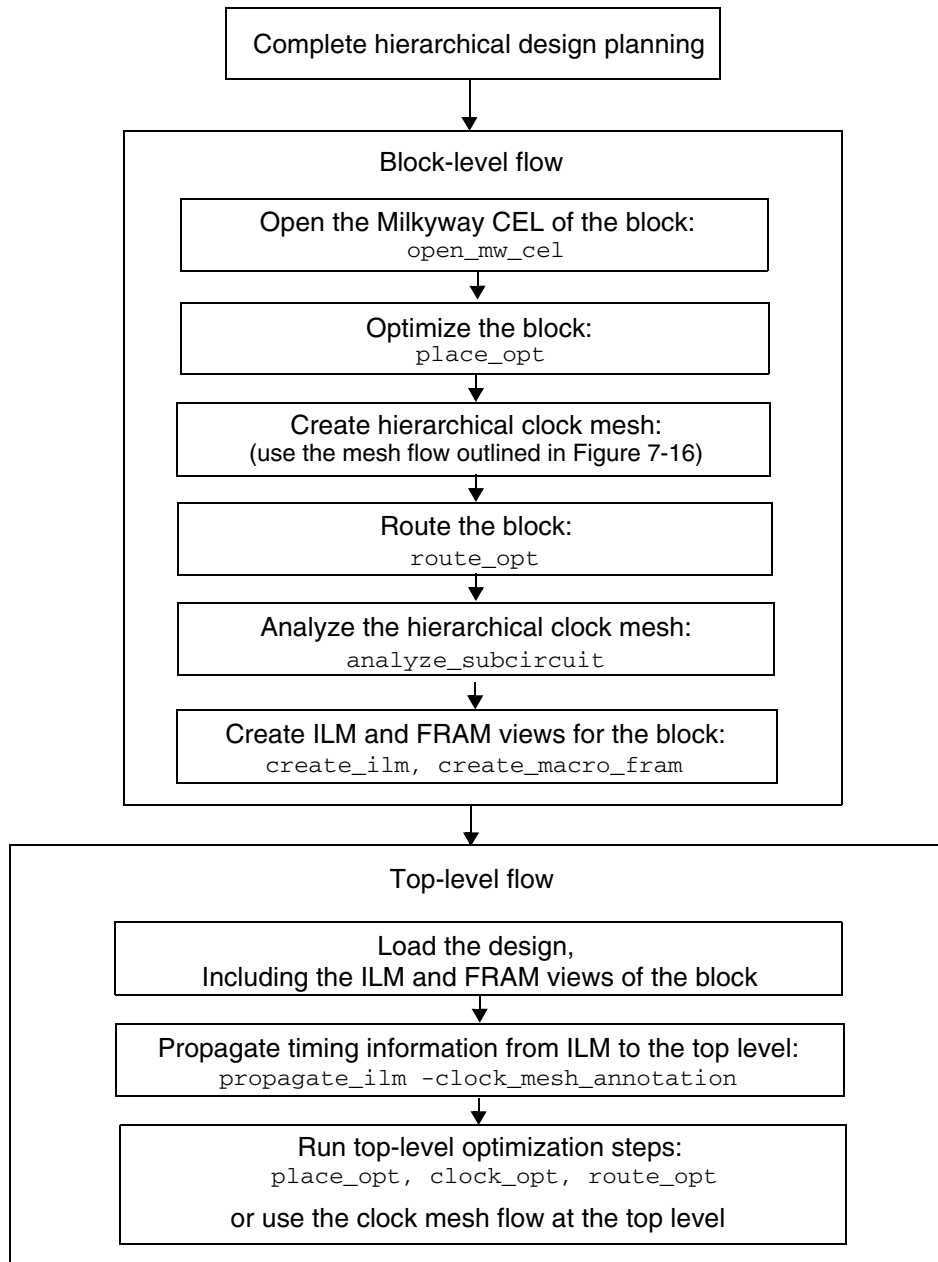 Complete hierarchical design planning
Block-level flow
Open the Milkyway CEL of the block:
open_mw_cel
Optimize the block:
place_opt
Create hierarchical clock mesh:
(use the mesh flow outlined in Figure 7-16)
Route the block:
route_opt
Analyze the hierarchical clock mesh:
analyze_subcircuit
Create ILM and FRAM views for the block:
create_ilm, create_macro_fram
Top-level flow
Load the design,
Including the ILM and FRAM views of the block
Propagate timing information from ILM to the top level:
propagate_ilm -clock_mesh_annotation
Run top-level optimization steps:
place_opt, clock_opt, route_opt
or use the clock mesh flow at the top level